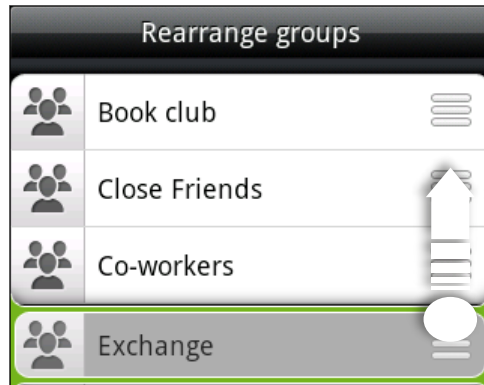 Rearrange groups
Book club
Close Friends
Co-workers
Exchange